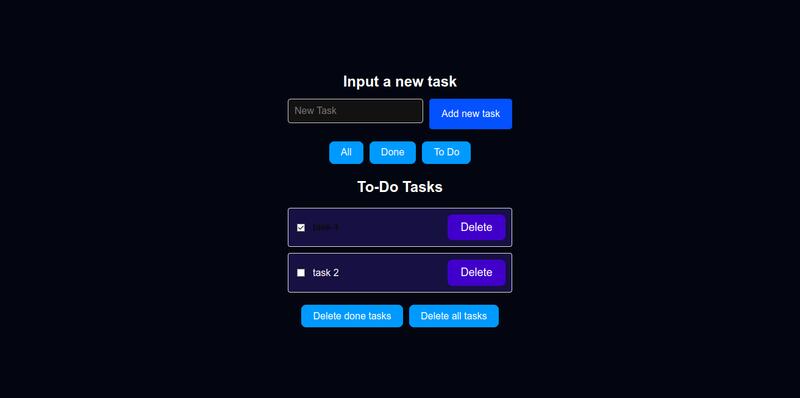 Input a new task
New Task
Add new task
All
Done
To Do
To-Do Tasks
task 1
Delete
task 2
Delete
Delete done tasks
Delete all tasks